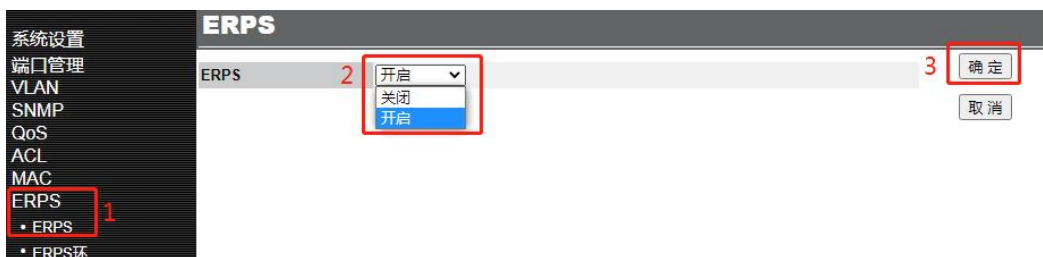 ERPS
系统设置
端口管理
VLAN
SNMP
QoS
ACL
MAC
ERPS
1
• ERPS
• ERPS环
ERPS
2
开启
关闭
开启
3
确定
取消